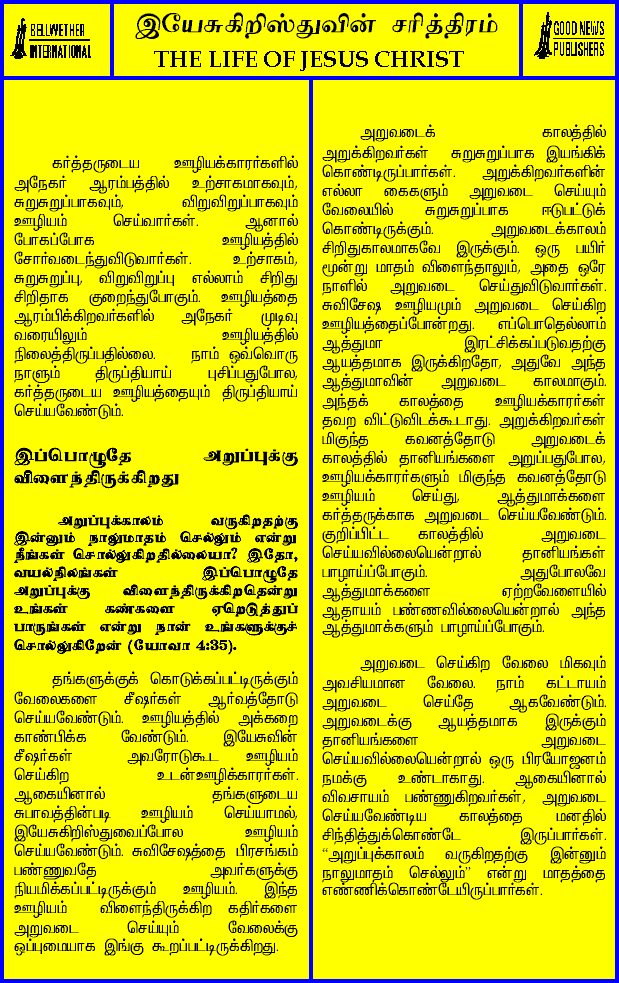 BELLWETHER
INTERNATIONAL
இயேசுகிறிஸ்துவின் சரித்திரம்
THE LIFE OF JESUS CHRIST
GOOD NEWS
PUBLISHERS
கர்த்தருடைய ஊழியக்காரர்களில்
அநேகர் ஆரம்பத்தில் உற்சாகமாகவும்,
சுறுசுறுப்பாகவும், விறுவிறுப்பாகவும்
ஊழியம் செய்வார்கள். ஆனால்
போகப்போக ஊழியத்தில்
சோர்வடைந்துவிடுவார்கள். உற்சாகம்,
சுறுசுறுப்பு, விறுவிறுப்பு எல்லாம் சிறிது
சிறிதாக குறைந்துபோகும். ஊழியத்தை
ஆரம்பிக்கிறவர்களில் அநேகர் முடிவு
வரையிலும் ஊழியத்தில்
நிலைத்திருப்பதில்லை. நாம் ஒவ்வொரு
நாளும் திருப்தியாய் புசிப்பதுபோல,
கர்த்தருடைய ஊழியத்தையும் திருப்தியாய்
செய்யவேண்டும்.
இப்பொழுதே அறுப்புக்கு
விளைந்திருக்கிறது
அறுப்புக்காலம் வருகிறதற்கு
இன்னும் நாலுமாதம் செல்லும் என்று
நீங்கள் சொல்லுகிறதில்லையா? இதோ,
வயல்நிலங்கள் இப்பொழுதே
அறுப்புக்கு விளைந்திருக்கிறதென்று
உங்கள் கண்களை ஏறெடுத்துப்
பாருங்கள் என்று நான் உங்களுக்குச்
சொல்லுகிறேன் (யோவா 4:35).
தங்களுக்குக் கொடுக்கப்பட்டிருக்கும்
வேலைகளை சீஷர்கள் ஆர்வத்தோடு
செய்யவேண்டும். ஊழியத்தில் அக்கறை
காண்பிக்க வேண்டும். இயேசுவின்
சீஷர்கள் அவரோடுகூட ஊழியம்
செய்கிற உடன்ஊழிக்காரர்கள்.
ஆகையினால் தங்களுடைய
சுபாவத்தின்படி ஊழியம் செய்யாமல்,
இயேசுகிறிஸ்துவைப்போல ஊழியம்
செய்யவேண்டும். சுவிசேஷத்தை பிரசங்கம்
பண்ணுவதே அவர்களுக்கு
நியமிக்கப்பட்டிருக்கும் ஊழியம். இந்த
ஊழியம் விளைந்திருக்கிற கதிர்களை
அறுவடை செய்யும் வேலைக்கு
ஒப்புமையாக இங்கு கூறப்பட்டிருக்கிறது.
அறுவடைக் காலத்தில்
அறுக்கிறவர்கள் சுறுசுறுப்பாக இயங்கிக்
கொண்டிருப்பார்கள். அறுக்கிறவர்களின்
எல்லா கைகளும் அறுவடை செய்யும்
வேலையில் சுறுசுறுப்பாக ஈடுபட்டுக்
கொண்டிருக்கும். அறுவடைக்காலம்
சிறிதுகாலமாகவே இருக்கும். ஒரு பயிர்
மூன்று மாதம் விளைந்தாலும், அதை ஒரே
நாளில் அறுவடை செய்துவிடுவார்கள்.
சுவிசேஷ ஊழியமும் அறுவடை செய்கிற
ஊழியத்தைப்போன்றது. எப்பொதெல்லாம்
ஆத்துமா இரட்சிக்கப்படுவதற்கு
ஆயத்தமாக இருக்கிறதோ, அதுவே அந்த
ஆத்துமாவின் அறுவடை காலமாகும்.
அந்தக் காலத்தை ஊழியக்காரர்கள்
தவற விட்டுவிடக்கூடாது. அறுக்கிறவர்கள்
மிகுந்த கவனத்தோடு அறுவடைக்
காலத்தில் தானியங்களை அறுப்பதுபோல,
ஊழியக்காரர்களும் மிகுந்த கவனத்தோடு
ஊழியம் செய்து, ஆத்துமாக்களை
கர்த்தருக்காக அறுவடை செய்யவேண்டும்.
குறிப்பிட்ட காலத்தில் அறுவடை
செய்யவில்லையென்றால் தானியங்கள்
பாழாய்ப்போகும். அதுபோலவே
ஆத்துமாக்களை ஏற்றவேளையில்
ஆதாயம் பண்ணவில்லையென்றால் அந்த
ஆத்துமாக்களும் பாழாய்ப்போகும்.
அறுவடை செய்கிற வேலை மிகவும்
அவசியமான வேலை. நாம் கட்டாயம்
அறுவடை செய்தே ஆகவேண்டும்.
அறுவடைக்கு ஆயத்தமாக இருக்கும்
தானியங்களை அறுவடை
செய்யவில்லையென்றால் ஒரு பிரயோஜனம்
நமக்கு உண்டாகாது. ஆகையினால்
விவசாயம் பண்ணுகிறவர்கள், அறுவடை
செய்யவேண்டிய காலத்தை மனதில்
சிந்தித்துக்கொண்டே இருப்பார்கள்.
“அறுப்புக்காலம் வருகிறதற்கு இன்னும்
நாலுமாதம் செல்லும்” என்று மாதத்தை
எண்ணிக்கொண்டேயிருப்பார்கள்.